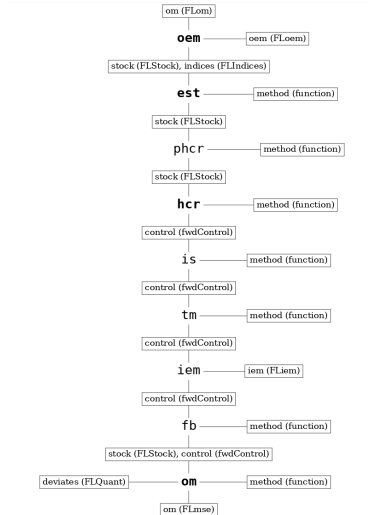 om (FLom)
oem
oem (FLoem)
stock (FLStock), indices (FLIndices)
est
method (function)
stock (FLStock)
phcr
method (function)
stock (FLStock)
hcr
method (function)
control (fwdControl)
is
method (function)
control (fwdControl)
tm
method (function)
control (fwdControl)
iem
iem (FLiem)
control (fwdControl)
fb
method (function)
stock (FLStock), control (fwdControl)
deviates (FLQuant)
om
method (function)
om (FLmse)